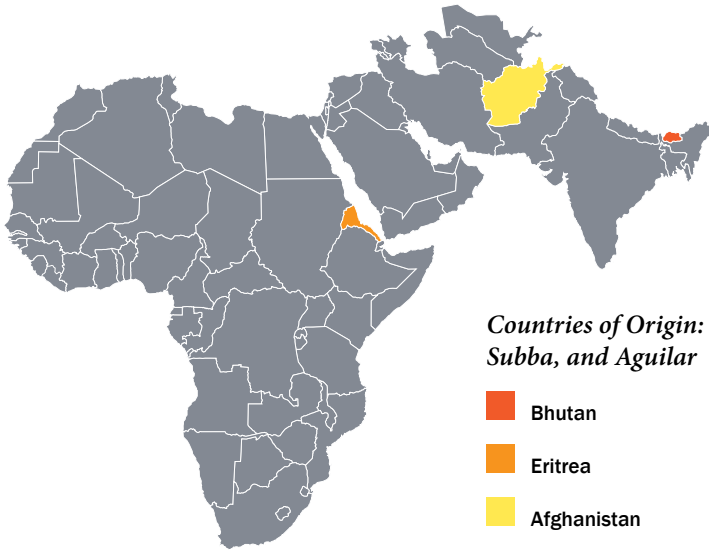 Countries of Origin:
Subba, and Aguilar
Bhutan
Eritrea
Afghanistan